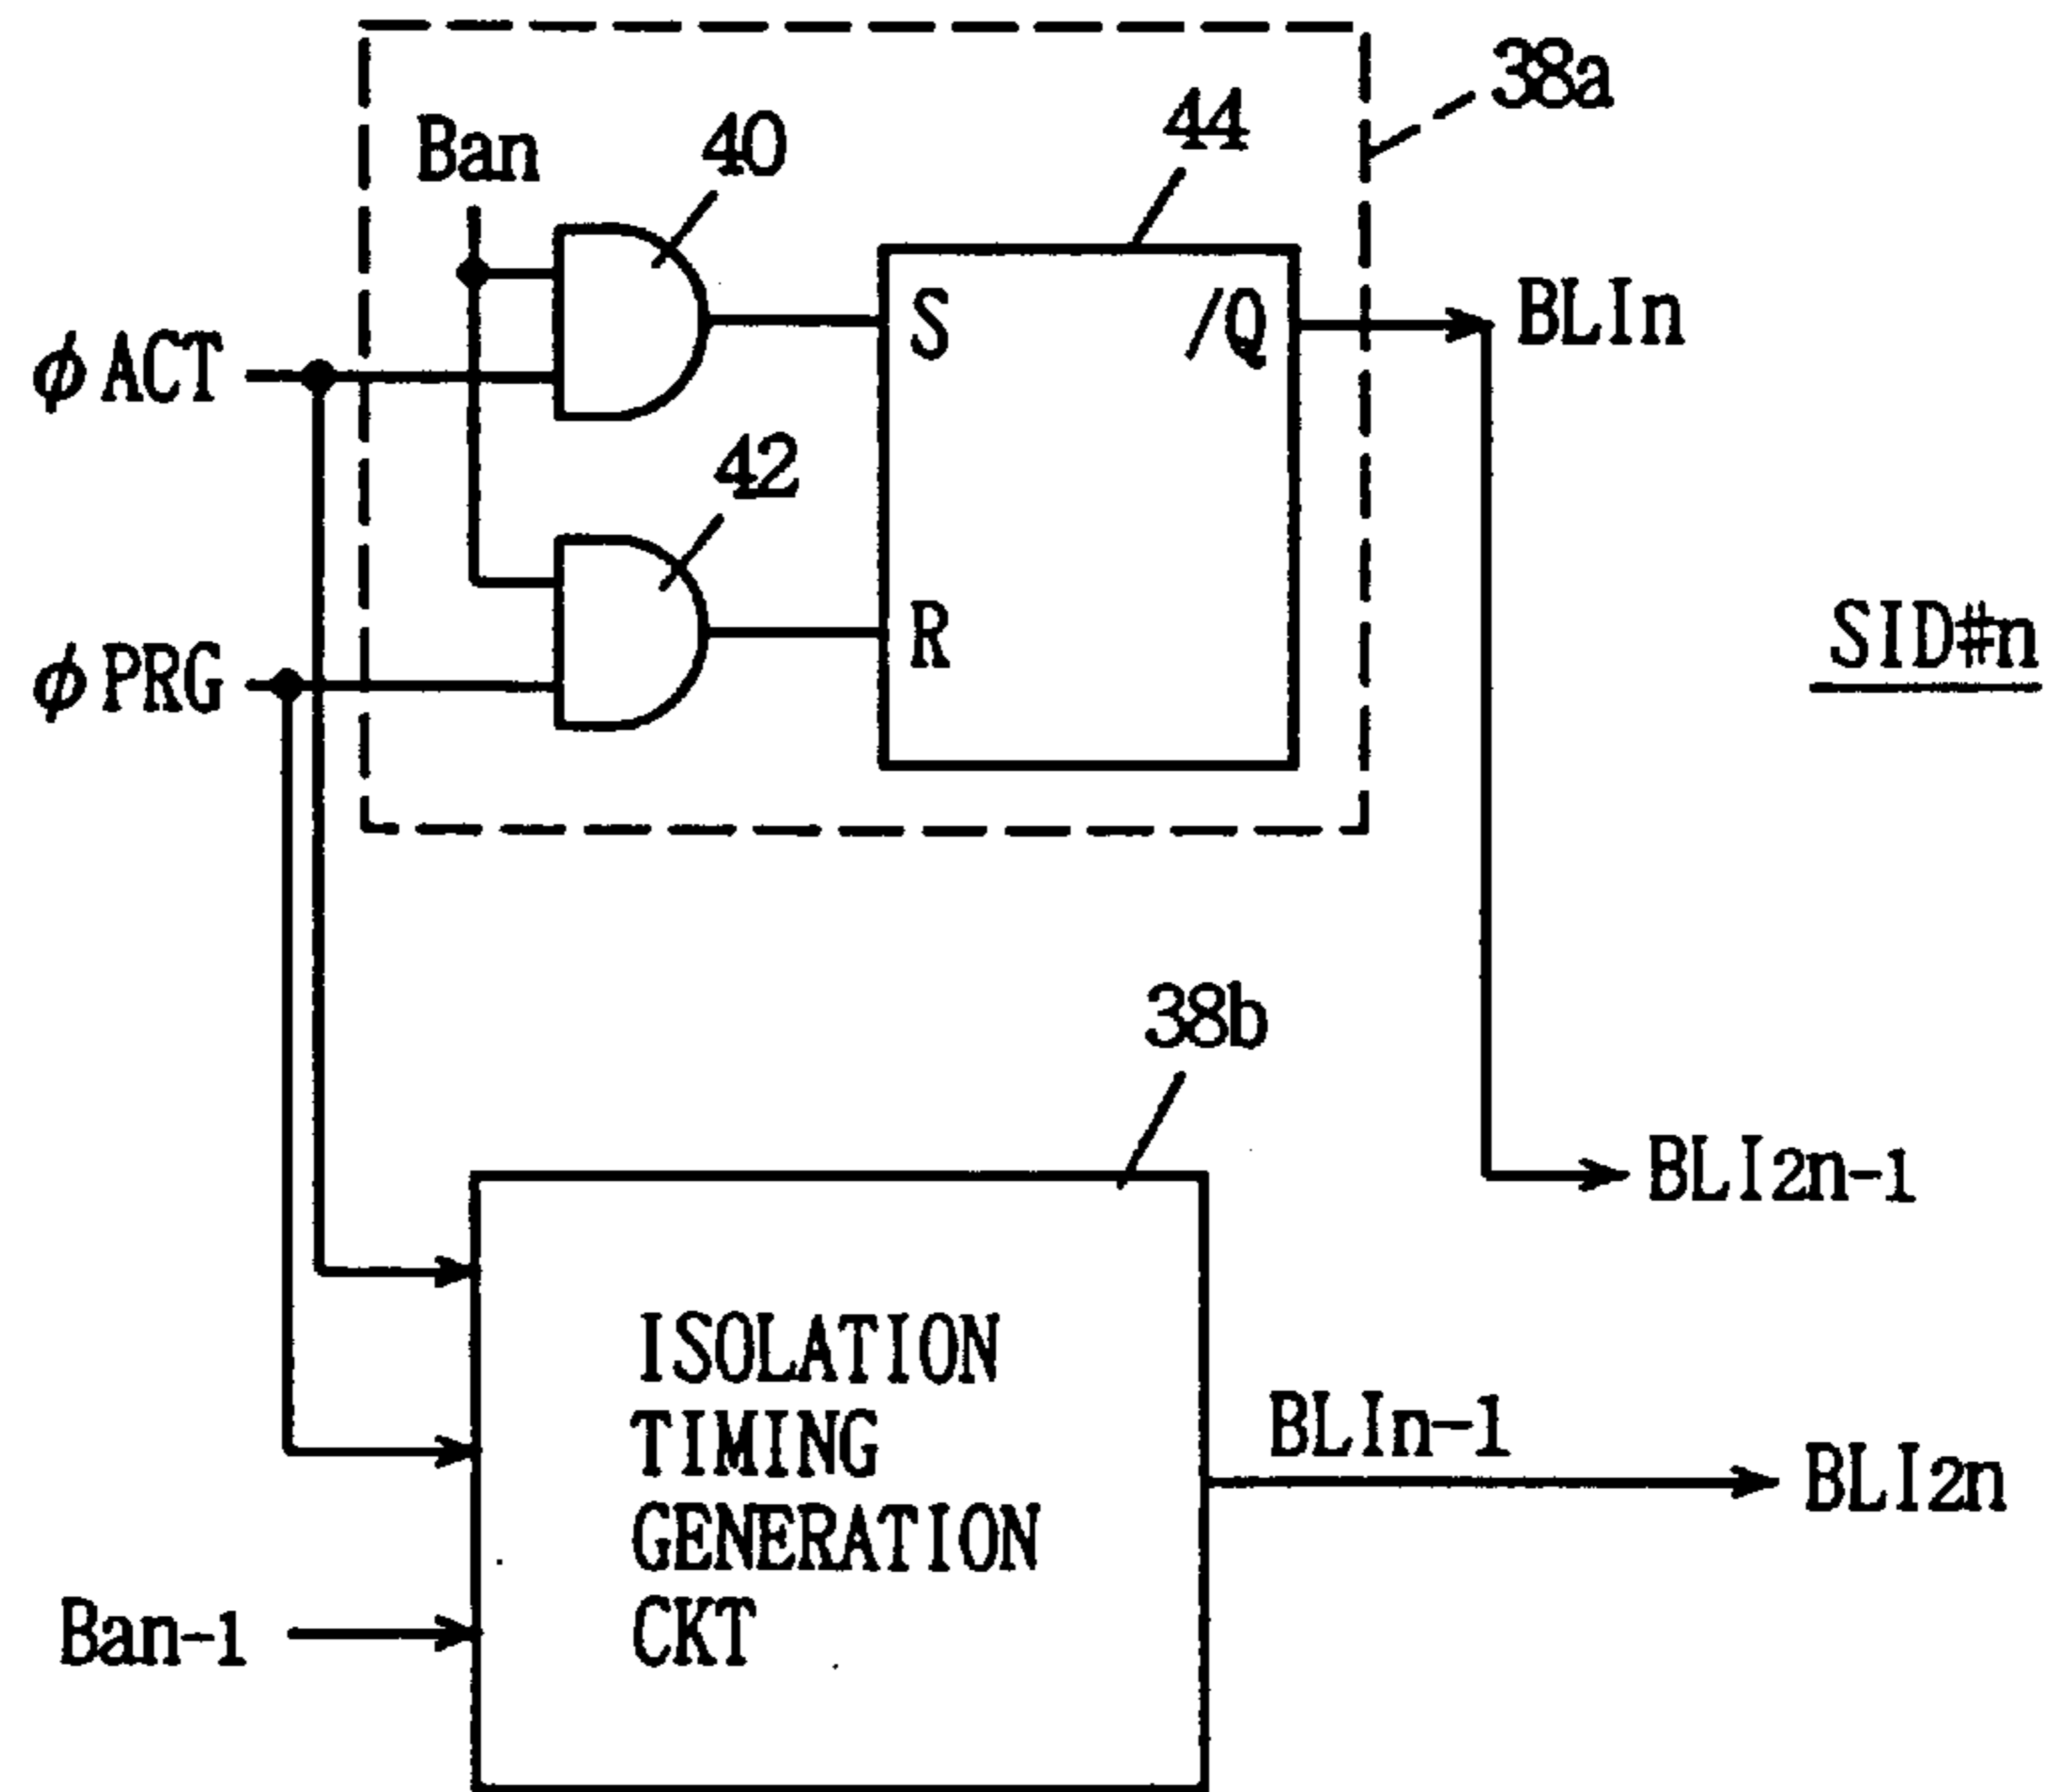 38a
Ban
40
44
S
/Q
BLIn
φACT
42
R
SID#n
φPRG
38b
BLI2n-1
ISOLATION
TIMING
GENERATION
CKT
BLIn-1
BLI2n
Ban-1